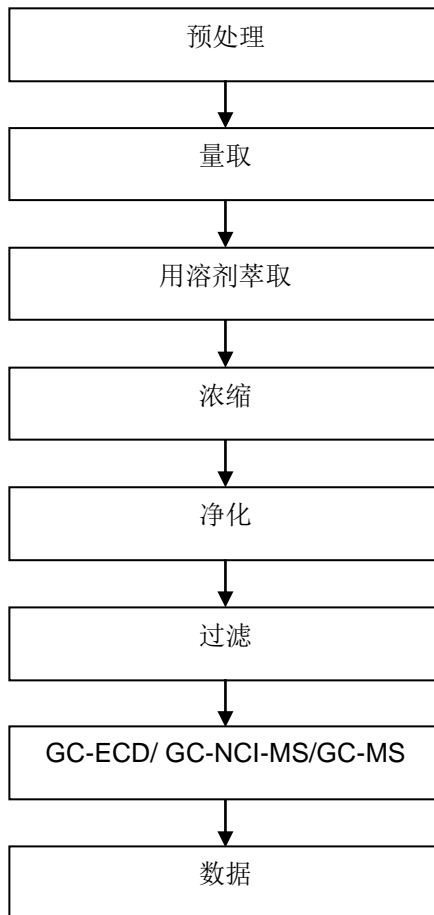 预处理
量取
用溶剂萃取
浓缩
净化
过滤
GC-ECD/ GC-NCI-MS/GC-MS
数据